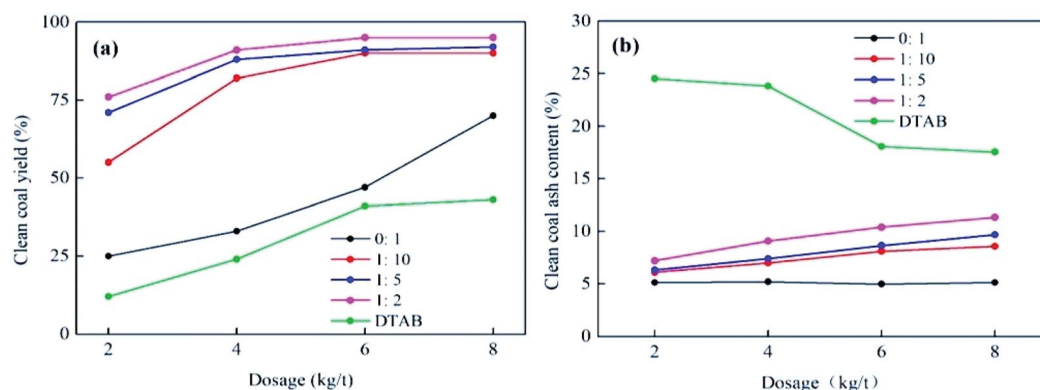 (a)
100
75
50
25
0
Clean coal yield (%)
0: 1
1: 10
1: 5
1: 2
DTAB
2 4 6 8
Dosage (kg/t)
(b)
30
25
20
15
10
5
0
Clean coal ash content (%)
0: 1
1: 10
1: 5
1: 2
DTAB
2 4 6 8
Dosage（kg/t）